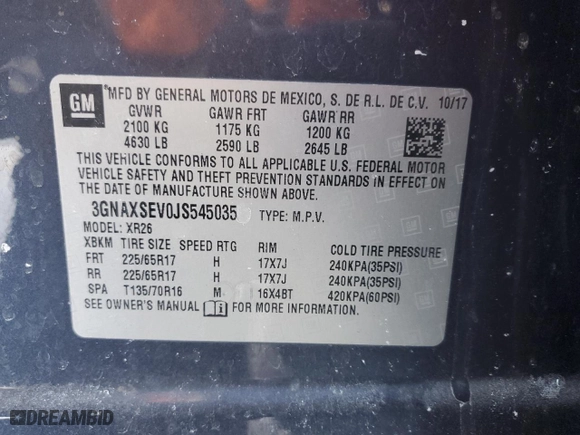 GM
MFD BY GENERAL MOTORS DE MEXICO, S. DE R.L. DE C.V. 10/17
GVWR GAWR FRT GAWR RR
2100 KG 1175 KG 1200 KG
4630 LB 2590 LB 2645 LB
THIS VEHICLE CONFORMS TO ALL APPLICABLE U.S. FEDERAL MOTOR
VEHICLE SAFETY AND THEFT PREVENTION STANDARDS IN EFFECT ON THE
DATE OF MANUFACTURE SHOWN ABOVE.
3GNAXSEV0JS545035 TYPE: M.P.V.
MODEL: XR26
XBKM TIRE SIZE SPEED RTG RIM COLD TIRE PRESSURE
FRT 225/65R17 H 17X7J 240KPA(35PSI)
RR 225/65R17 H 17X7J 240KPA(35PSI)
SPA T135/70R16 M 16X4BT 420KPA(60PSI)
SEE OWNER'S MANUAL FOR MORE INFORMATION.
DREAMBID